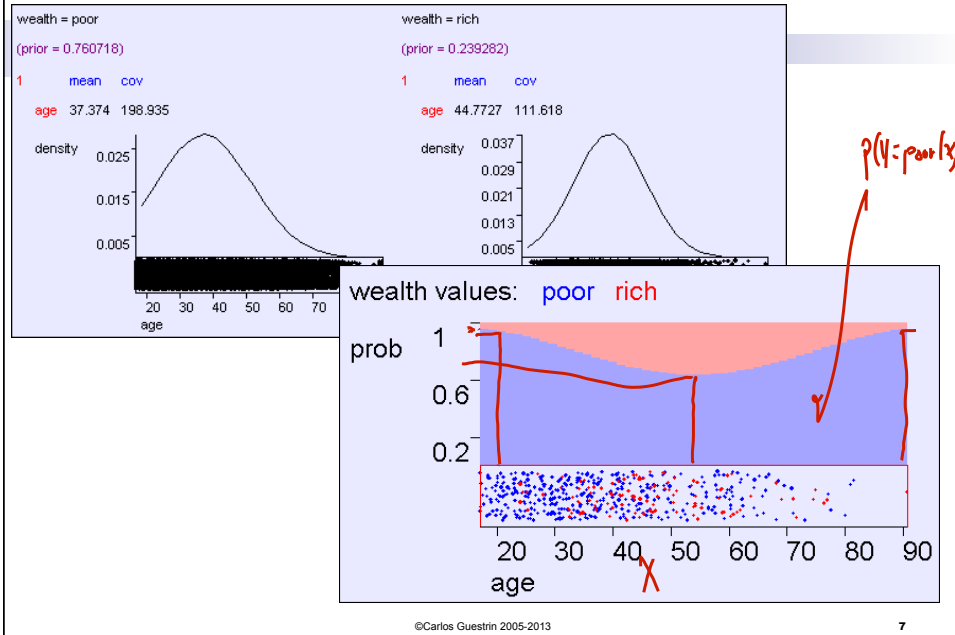 wealth = poor
(prior = 0.760718)
1 mean cov
age 37.374 198.935
density
0.025
0.015
0.005
20 30 40 50 60 70
age
wealth = rich
(prior = 0.239282)
1 mean cov
age 44.7727 111.618
density
0.037
0.029
0.021
0.013
0.005
p(Y=poor|x)
wealth values: poor rich
prob
1
0.6
0.2
20 30 40 50 60 70 80 90
age
X
©Carlos Guestrin 2005-2013
7